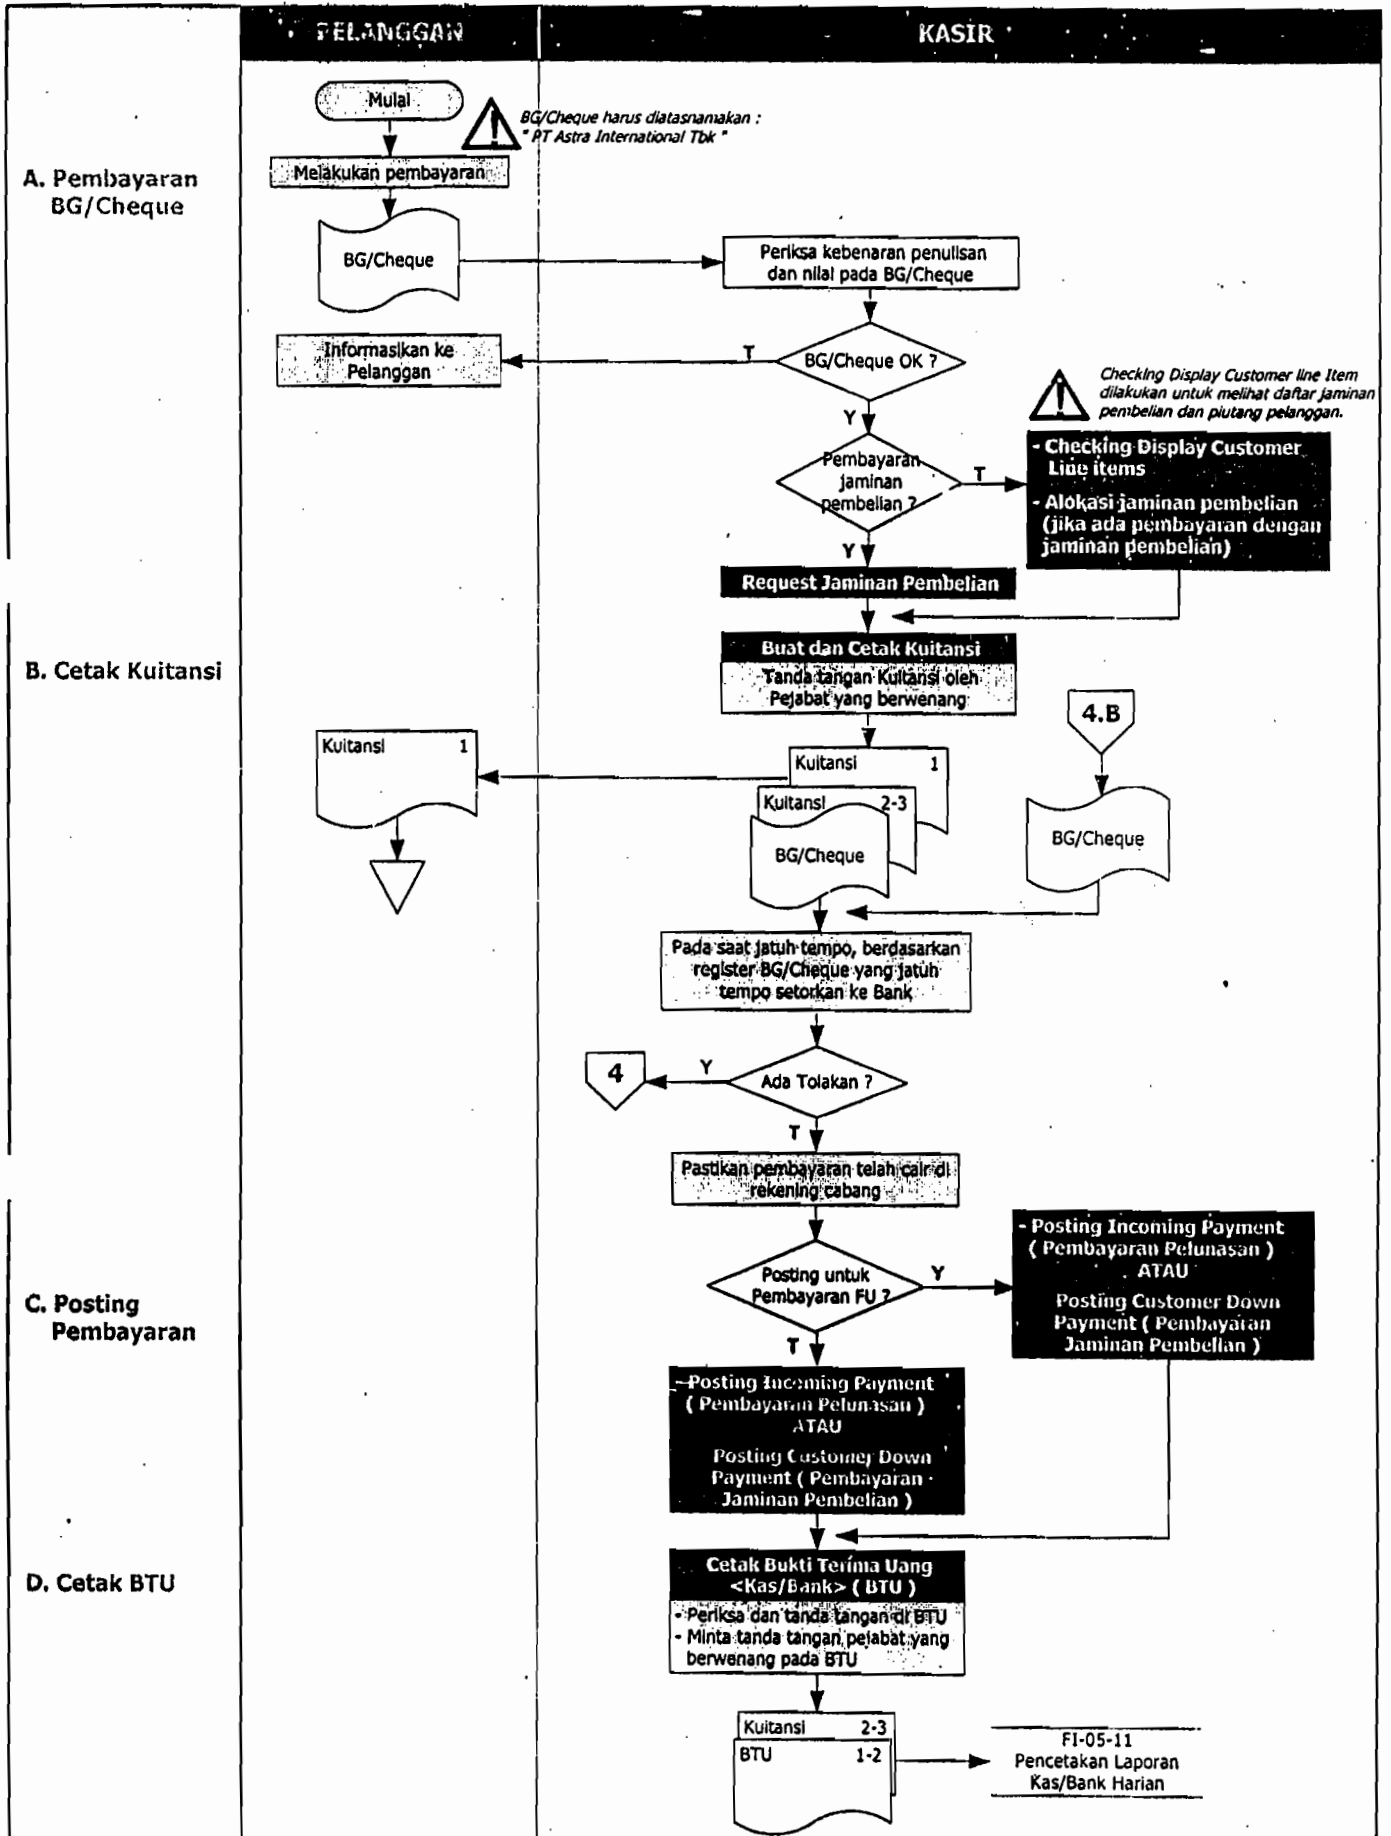 PELANGGAN
KASIR
Mulai
BG/Cheque harus diatasnamakan :
" PT Astra International Tbk "
A. Pembayaran
BG/Cheque
Melakukan pembayaran
BG/Cheque
Periksa kebenaran penulisan
dan nilai pada BG/Cheque
Informasikan ke
Pelanggan
T
BG/Cheque OK ?
Checking Display Customer line Item
dilakukan untuk melihat daftar jaminan
pembelian dan piutang pelanggan.
Y
Pembayaran
jaminan
pembelian ?
T
- Checking Display Customer
Line items
- Alokasi jaminan pembelian
(jika ada pembayaran dengan
jaminan pembelian)
Y
Request Jaminan Pembelian
B. Cetak Kuitansi
Buat dan Cetak Kuitansi
Tanda tangan Kuitansi oleh
Pejabat yang berwenang
4.B
Kuitansi 1
Kuitansi 1
Kuitansi 2-3
BG/Cheque
BG/Cheque
Pada saat jatuh tempo, berdasarkan
register BG/Cheque yang jatuh
tempo setorkan ke Bank
4
Y
Ada Tolakan ?
T
Pastikan pembayaran telah cair di
rekening cabang
C. Posting
Pembayaran
Posting untuk
Pembayaran FU ?
Y
- Posting Incoming Payment
( Pembayaran Pelunasan )
ATAU
Posting Customer Down
Payment ( Pembayaran
Jaminan Pembelian )
T
- Posting Incoming Payment
( Pembayaran Pelunasan )
ATAU
Posting Customer Down
Payment ( Pembayaran
Jaminan Pembelian )
D. Cetak BTU
Cetak Bukti Terima Uang
<Kas/Bank> ( BTU )
- Periksa dan tanda tangan di BTU
- Minta tanda tangan pejabat yang
berwenang pada BTU
Kuitansi 2-3
BTU 1-2
FI-05-11
Pencetakan Laporan
Kas/Bank Harian